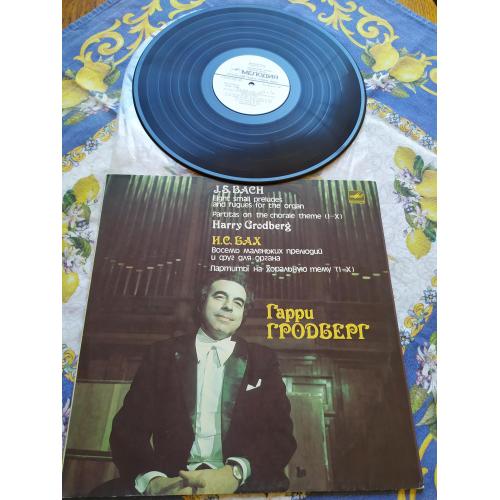 МЕЛОДИЯ
J.S. BACH
Eight small preludes
and fugues for the organ
Partitas on the chorale theme (I–X)
Harry Grodberg
И.С. БАХ
Восемь маленьких прелюдий
и фуг для органа
Партиты на хоральную тему (I–X)
Гарри
ГРОДБЕРГ